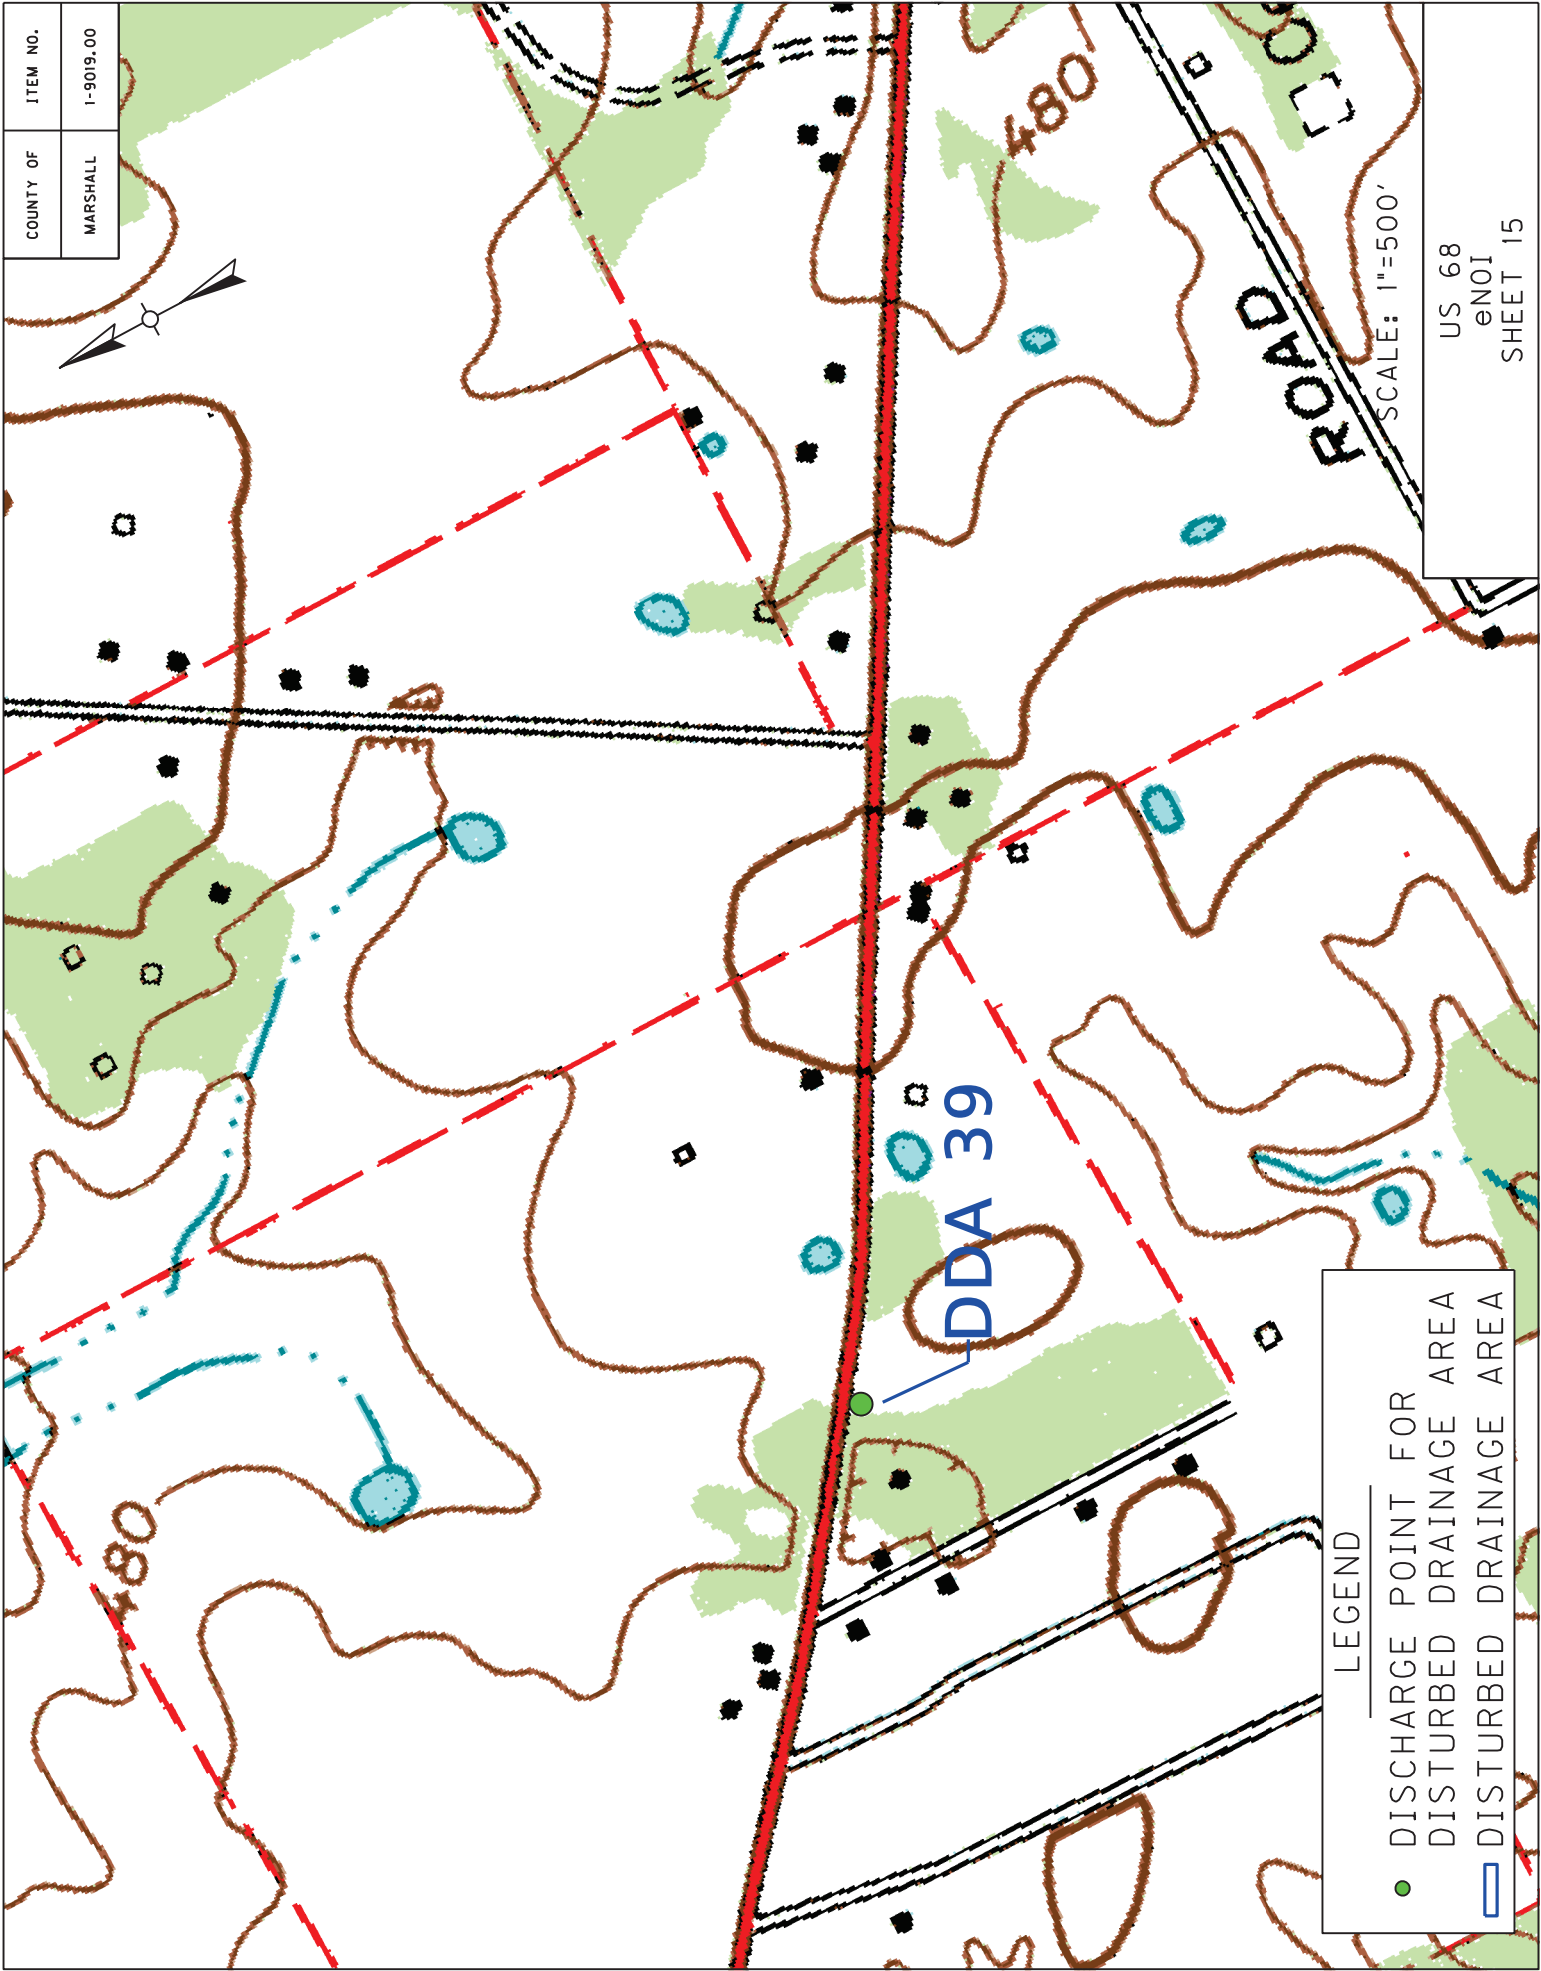 COUNTY OF
ITEM NO.
MARSHALL
1-9019.00
480
ROAD
480
DDA 39
SCALE: 1"=500'
US 68
eNOI
SHEET 15
LEGEND
DISCHARGE POINT FOR
DISTURBED DRAINAGE AREA
DISTURBED DRAINAGE AREA